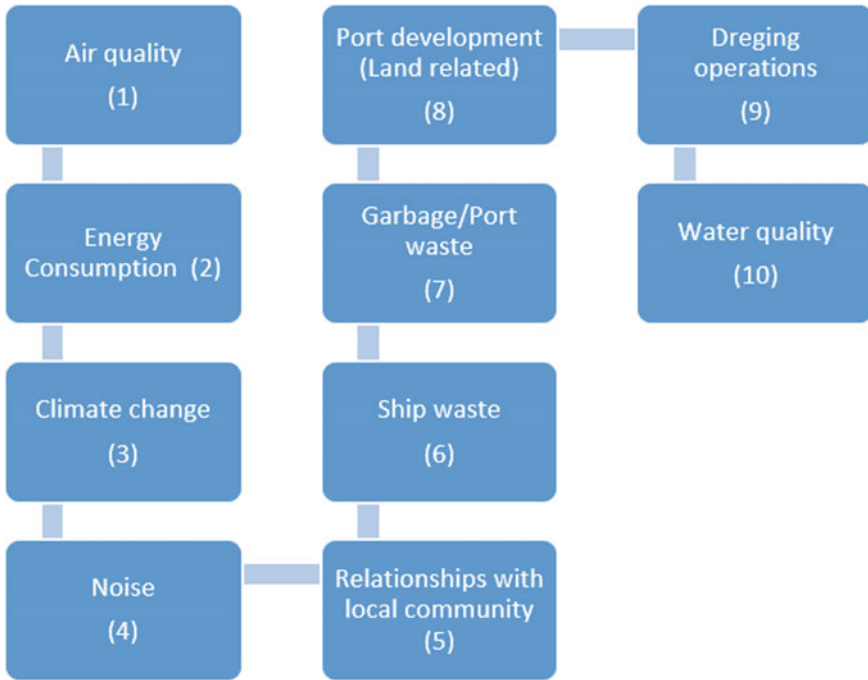 Air quality
(1)
Energy
Consumption (2)
Climate change
(3)
Noise
(4)
Relationships with
local community
(5)
Ship waste
(6)
Garbage/Port
waste
(7)
Port development
(Land related)
(8)
Dreging
operations
(9)
Water quality
(10)